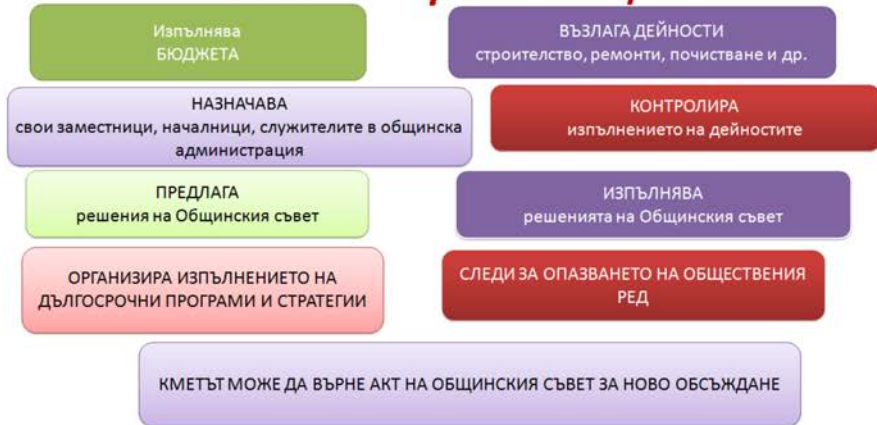 Изпълнява
БЮДЖЕТА
ВЪЗЛАГА ДЕЙНОСТИ
строителство, ремонти, почистване и др.
НАЗНАЧАВА
свои заместници, началници, служителите в общинска
администрация
КОНТРОЛИРА
изпълнението на дейностите
ПРЕДЛАГА
решения на Общинския съвет
ИЗПЪЛНЯВА
решенията на Общинския съвет
ОРГАНИЗИРА ИЗПЪЛНЕНИЕТО НА
ДЪЛГОСРОЧНИ ПРОГРАМИ И СТРАТЕГИИ
СЛЕДИ ЗА ОПАЗВАНЕТО НА ОБЩЕСТВЕНИЯ
РЕД
КМЕТЪТ МОЖЕ ДА ВЪРНЕ АКТ НА ОБЩИНСКИЯ СЪВЕТ ЗА НОВО ОБСЪЖДАНЕ